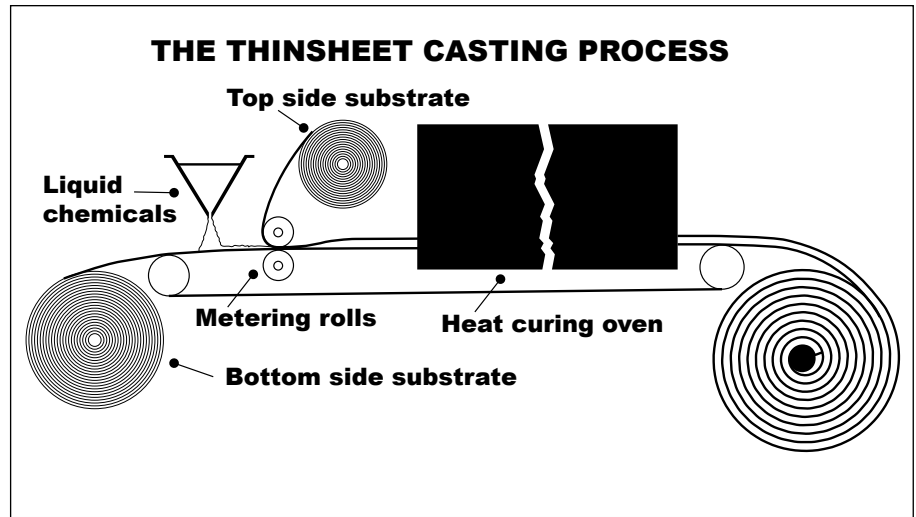 THE THINSHEET CASTING PROCESS
Top side substrate
Liquid
chemicals
Metering rolls
Heat curing oven
Bottom side substrate